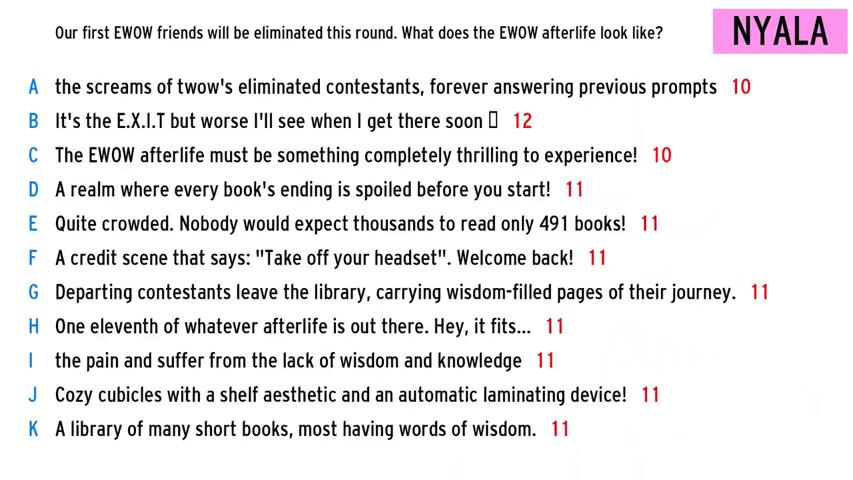 Our first EWOW friends will be eliminated this round. What does the EWOW afterlife look like?
NYALA
A the screams of twow's eliminated contestants, forever answering previous prompts 10
B It's the E.X.I.T but worse I'll see when I get there soon ▯ 12
C The EWOW afterlife must be something completely thrilling to experience! 10
D A realm where every book's ending is spoiled before you start! 11
E Quite crowded. Nobody would expect thousands to read only 491 books! 11
F A credit scene that says: "Take off your headset". Welcome back! 11
G Departing contestants leave the library, carrying wisdom-filled pages of their journey. 11
H One eleventh of whatever afterlife is out there. Hey, it fits... 11
I the pain and suffer from the lack of wisdom and knowledge 11
J Cozy cubicles with a shelf aesthetic and an automatic laminating device! 11
K A library of many short books, most having words of wisdom. 11